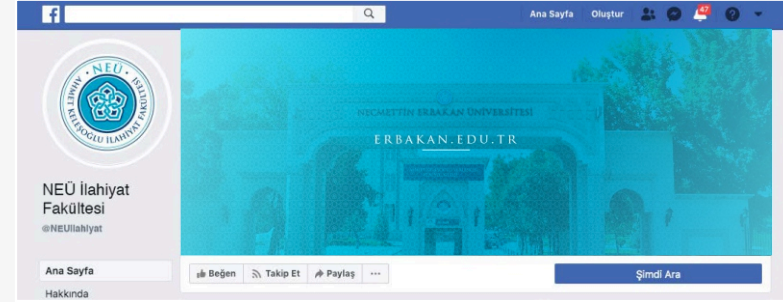 Ana Sayfa Oluştur 47
NEÜ
AHMET KELEŞOĞLU İLAHİYAT FAKÜLTESİ
NECMETTİN ERBAKAN ÜNİVERSİTESİ
ERBAKAN.EDU.TR
NEÜ İlahiyat
Fakültesi
@NEUIlahiyat
Ana Sayfa
Hakkında
Beğen Takip Et Paylaş ...
Şimdi Ara